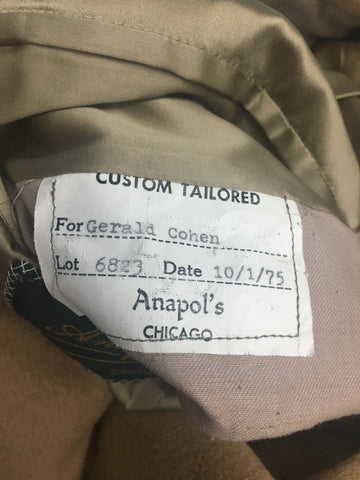 CUSTOM TAILORED
For Gerald Cohen
Lot 6823 Date 10/1/75
Anapol's
CHICAGO